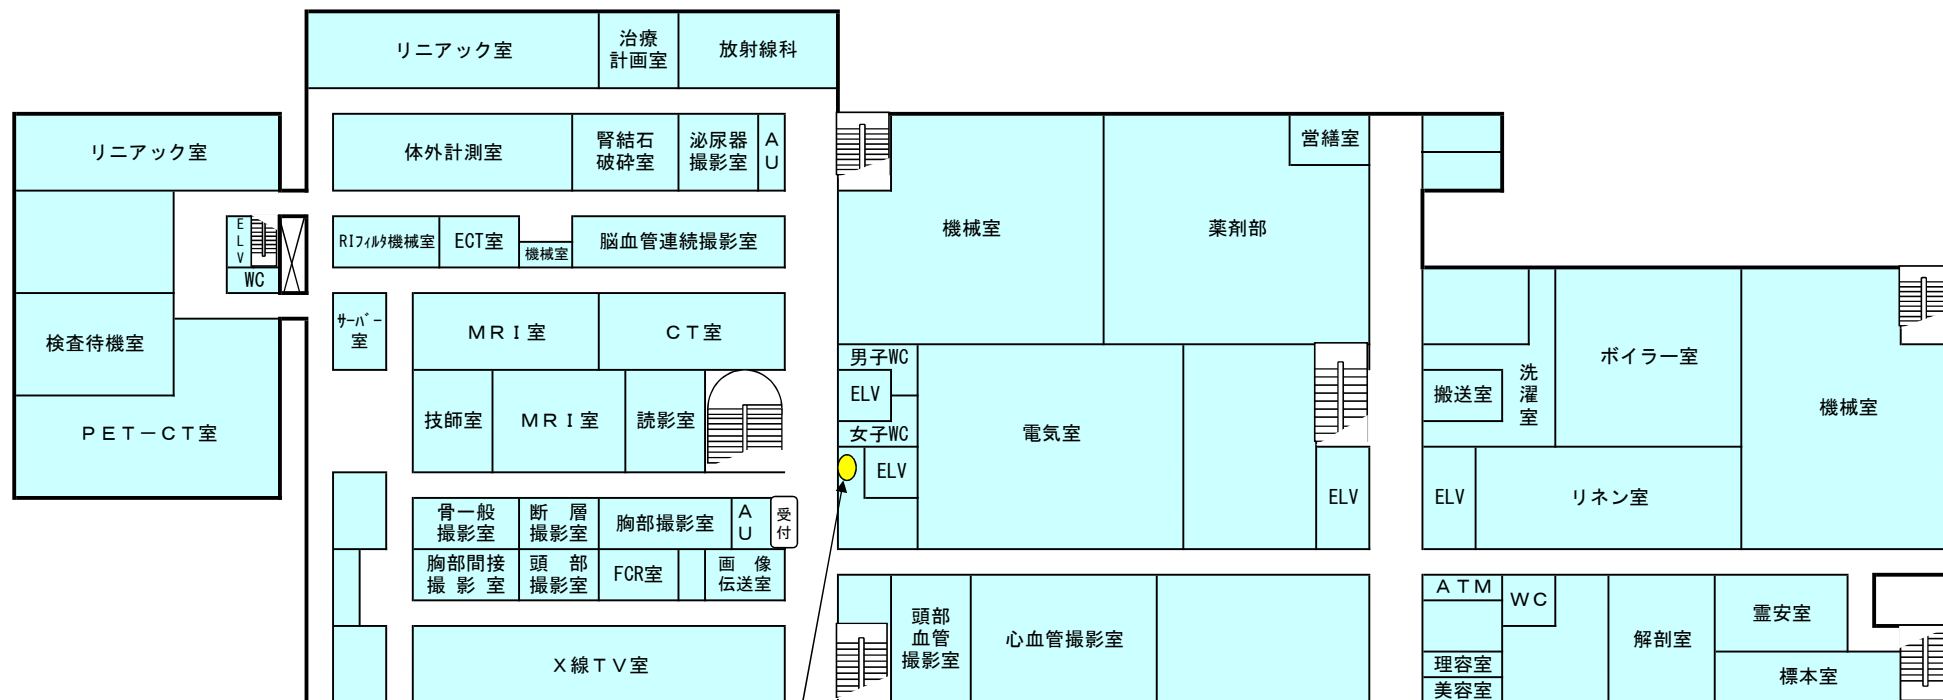 リニアック室
治療
計画室
放射線科
リニアック室
体外計測室
腎結石
破砕室
泌尿器
撮影室
A
U
営繕室
E
L
V
WC
RIフィルタ機械室
ECT室
機械室
脳血管連続撮影室
機械室
薬剤部
検査待機室
サーバー
室
MRI室
CT室
男子WC
ELV
女子WC
ELV
PET－CT室
技師室
MRI室
読影室
電気室
ELV
搬送室
洗
濯
室
ボイラー室
機械室
ELV
リネン室
骨一般
撮影室
断　層
撮影室
胸部撮影室
A
U
受
付
胸部間接
撮 影 室
頭　部
撮影室
FCR室
画　像
伝送室
X線TV室
頭部
血管
撮影室
心血管撮影室
ATM
WC
理容室
美容室
解剖室
霊安室
標本室